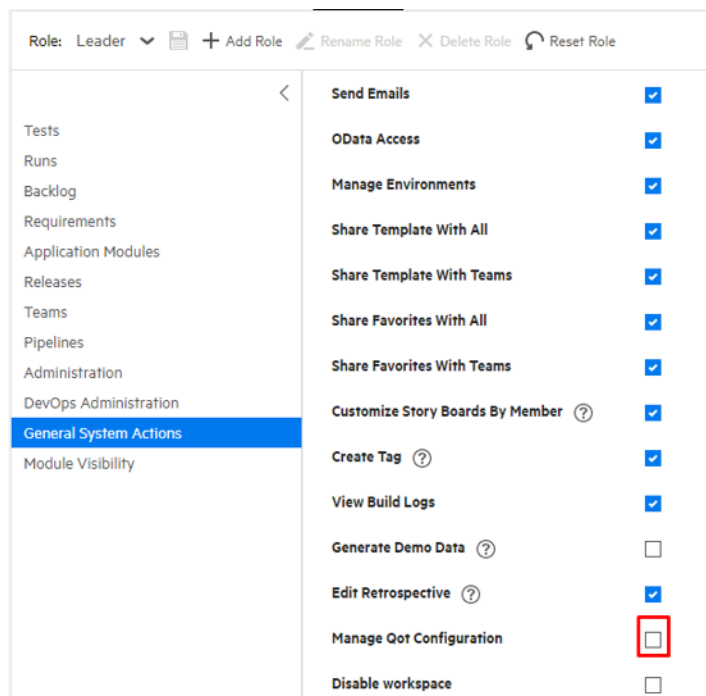 Role: Leader Add Role Rename Role Delete Role Reset Role
Tests
Runs
Backlog
Requirements
Application Modules
Releases
Teams
Pipelines
Administration
DevOps Administration
General System Actions
Module Visibility
Send Emails
OData Access
Manage Environments
Share Template With All
Share Template With Teams
Share Favorites With All
Share Favorites With Teams
Customize Story Boards By Member ?
Create Tag ?
View Build Logs
Generate Demo Data ?
Edit Retrospective ?
Manage Qot Configuration
Disable workspace